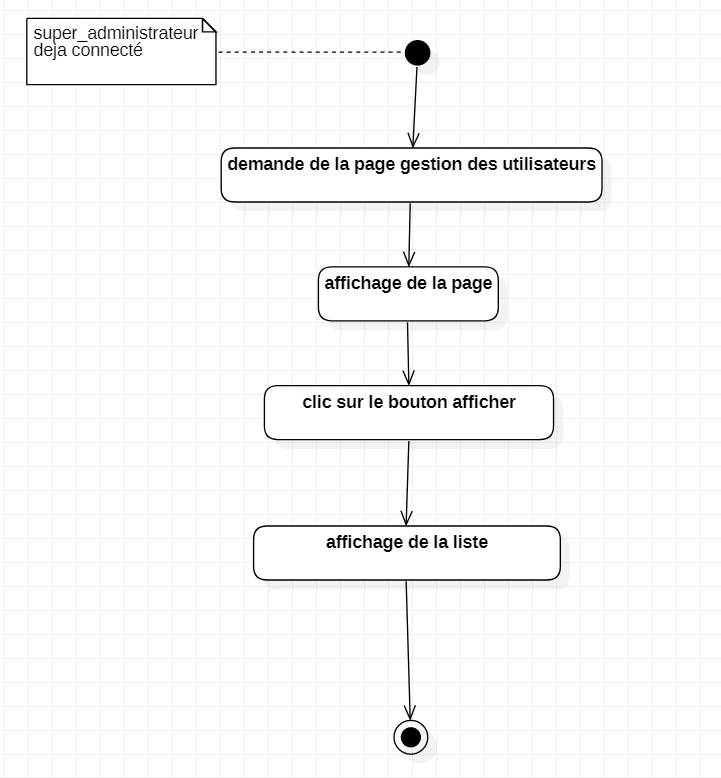 super_administrateur
deja connecté
demande de la page gestion des utilisateurs
affichage de la page
clic sur le bouton afficher
affichage de la liste